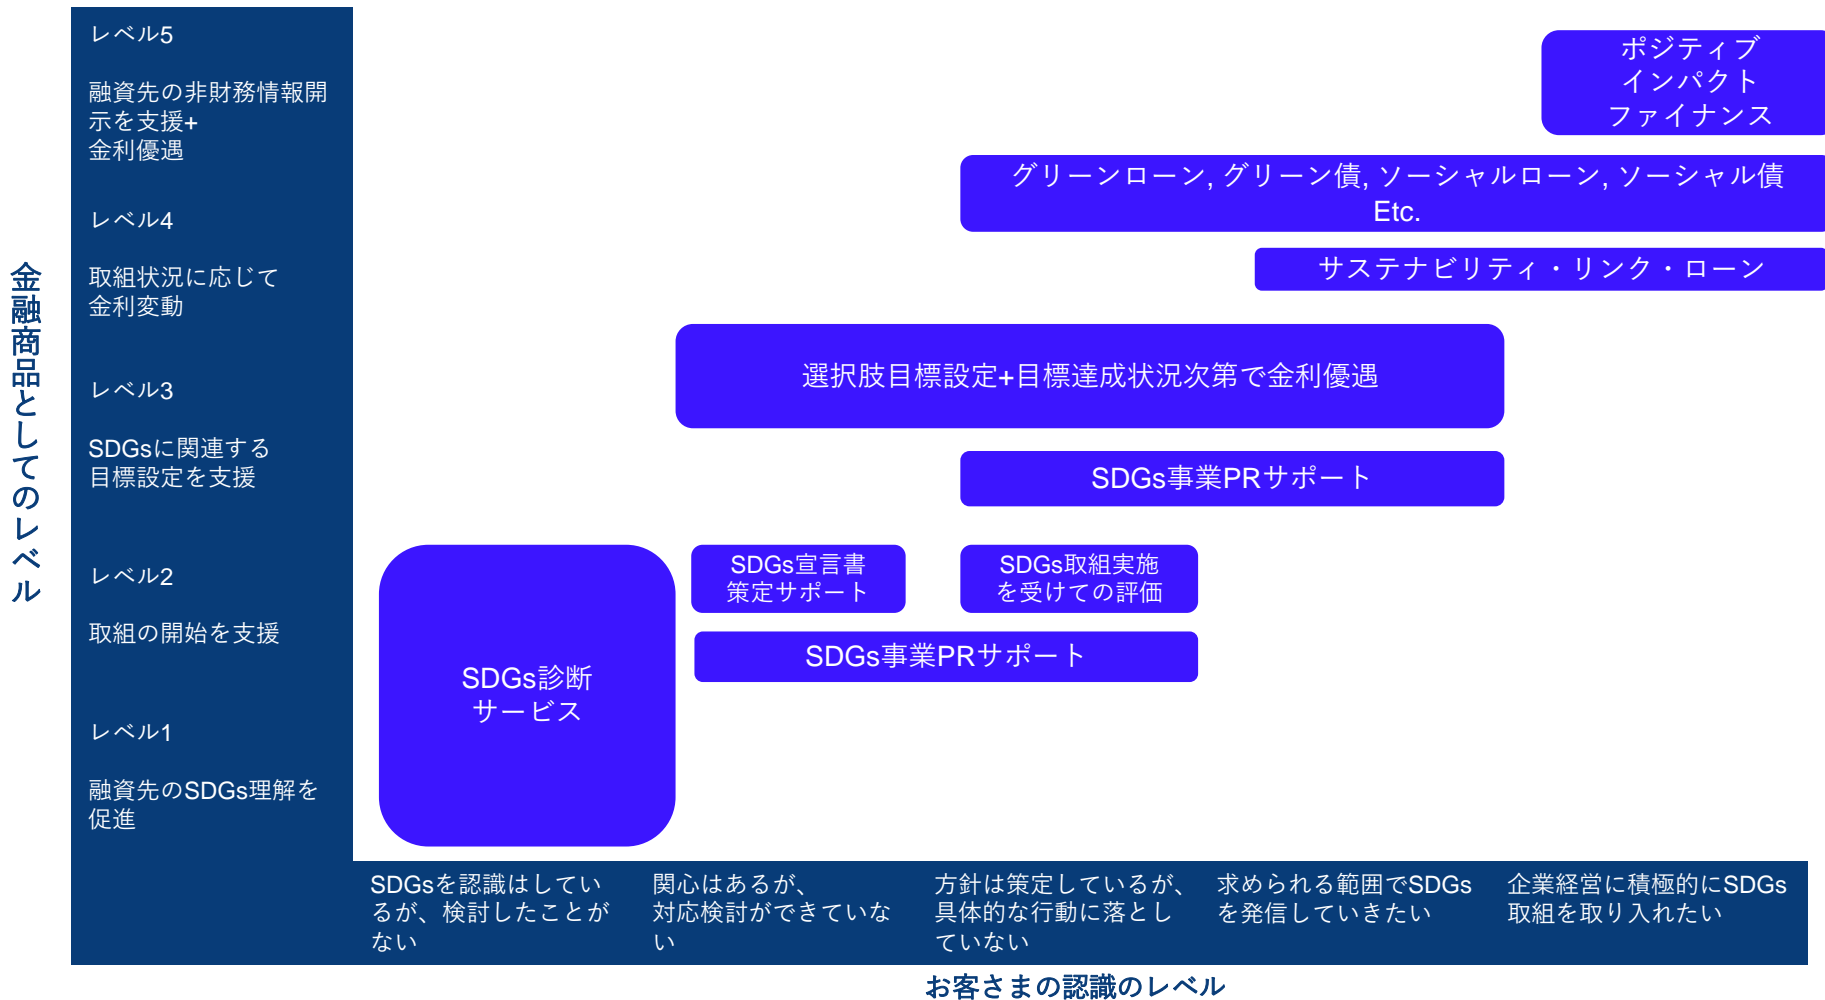 金融商品としてのレベル
レベル5
融資先の非財務情報開
示を支援+
金利優遇
レベル4
取組状況に応じて
金利変動
レベル3
SDGsに関連する
目標設定を支援
レベル2
取組の開始を支援
レベル1
融資先のSDGs理解を
促進
ポジティブ
インパクト
ファイナンス
グリーンローン, グリーン債, ソーシャルローン, ソーシャル債
Etc.
サステナビリティ・リンク・ローン
選択肢目標設定+目標達成状況次第で金利優遇
SDGs事業PRサポート
SDGs宣言書
策定サポート
SDGs取組実施
を受けての評価
SDGs事業PRサポート
SDGs診断
サービス
SDGsを認識はしてい
るが、検討したことが
ない
関心はあるが、
対応検討ができていな
い
方針は策定しているが、
具体的な行動に落とし
ていない
求められる範囲でSDGs
を発信していきたい
企業経営に積極的にSDGs
取組を取り入れたい
お客さまの認識のレベル